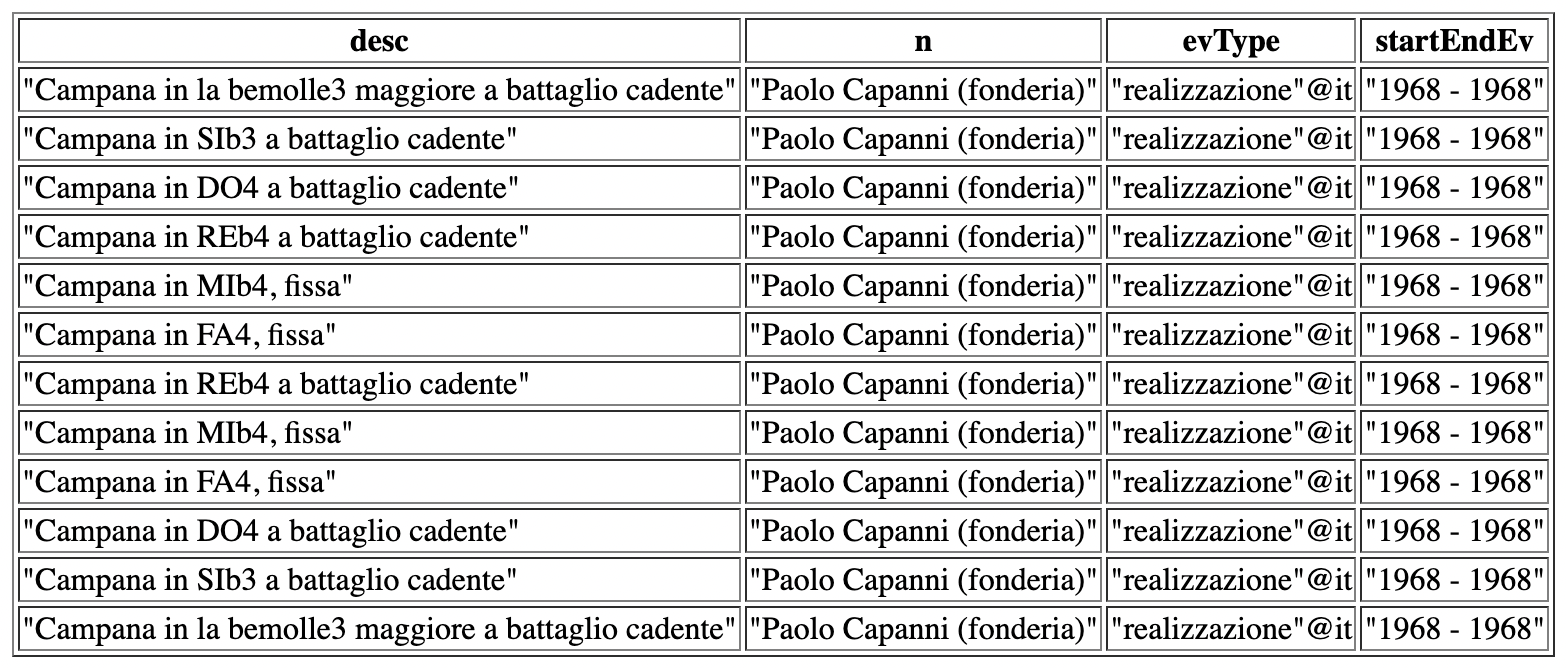 desc n evType startEndEv
"Campana in la bemolle3 maggiore a battaglio cadente" "Paolo Capanni (fonderia)" "realizzazione"@it "1968 - 1968"
"Campana in SIb3 a battaglio cadente" "Paolo Capanni (fonderia)" "realizzazione"@it "1968 - 1968"
"Campana in DO4 a battaglio cadente" "Paolo Capanni (fonderia)" "realizzazione"@it "1968 - 1968"
"Campana in REb4 a battaglio cadente" "Paolo Capanni (fonderia)" "realizzazione"@it "1968 - 1968"
"Campana in MIb4, fissa" "Paolo Capanni (fonderia)" "realizzazione"@it "1968 - 1968"
"Campana in FA4, fissa" "Paolo Capanni (fonderia)" "realizzazione"@it "1968 - 1968"
"Campana in REb4 a battaglio cadente" "Paolo Capanni (fonderia)" "realizzazione"@it "1968 - 1968"
"Campana in MIb4, fissa" "Paolo Capanni (fonderia)" "realizzazione"@it "1968 - 1968"
"Campana in FA4, fissa" "Paolo Capanni (fonderia)" "realizzazione"@it "1968 - 1968"
"Campana in DO4 a battaglio cadente" "Paolo Capanni (fonderia)" "realizzazione"@it "1968 - 1968"
"Campana in SIb3 a battaglio cadente" "Paolo Capanni (fonderia)" "realizzazione"@it "1968 - 1968"
"Campana in la bemolle3 maggiore a battaglio cadente" "Paolo Capanni (fonderia)" "realizzazione"@it "1968 - 1968"